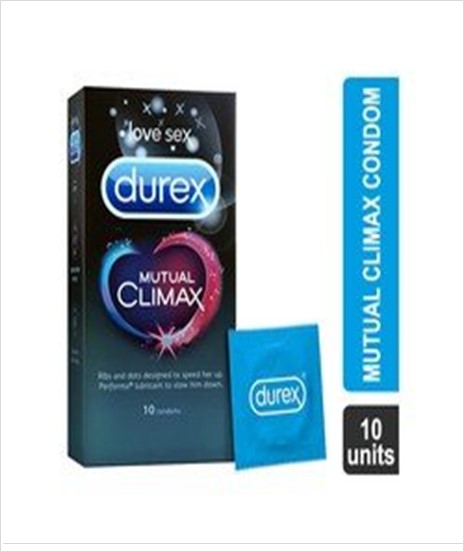 love sex
durex
MUTUAL
CLIMAX
Ribs and dots designed to speed her up
Performa® lubricant to slow him down.
10 condoms
durex
MUTUAL CLIMAX CONDOM
10
units